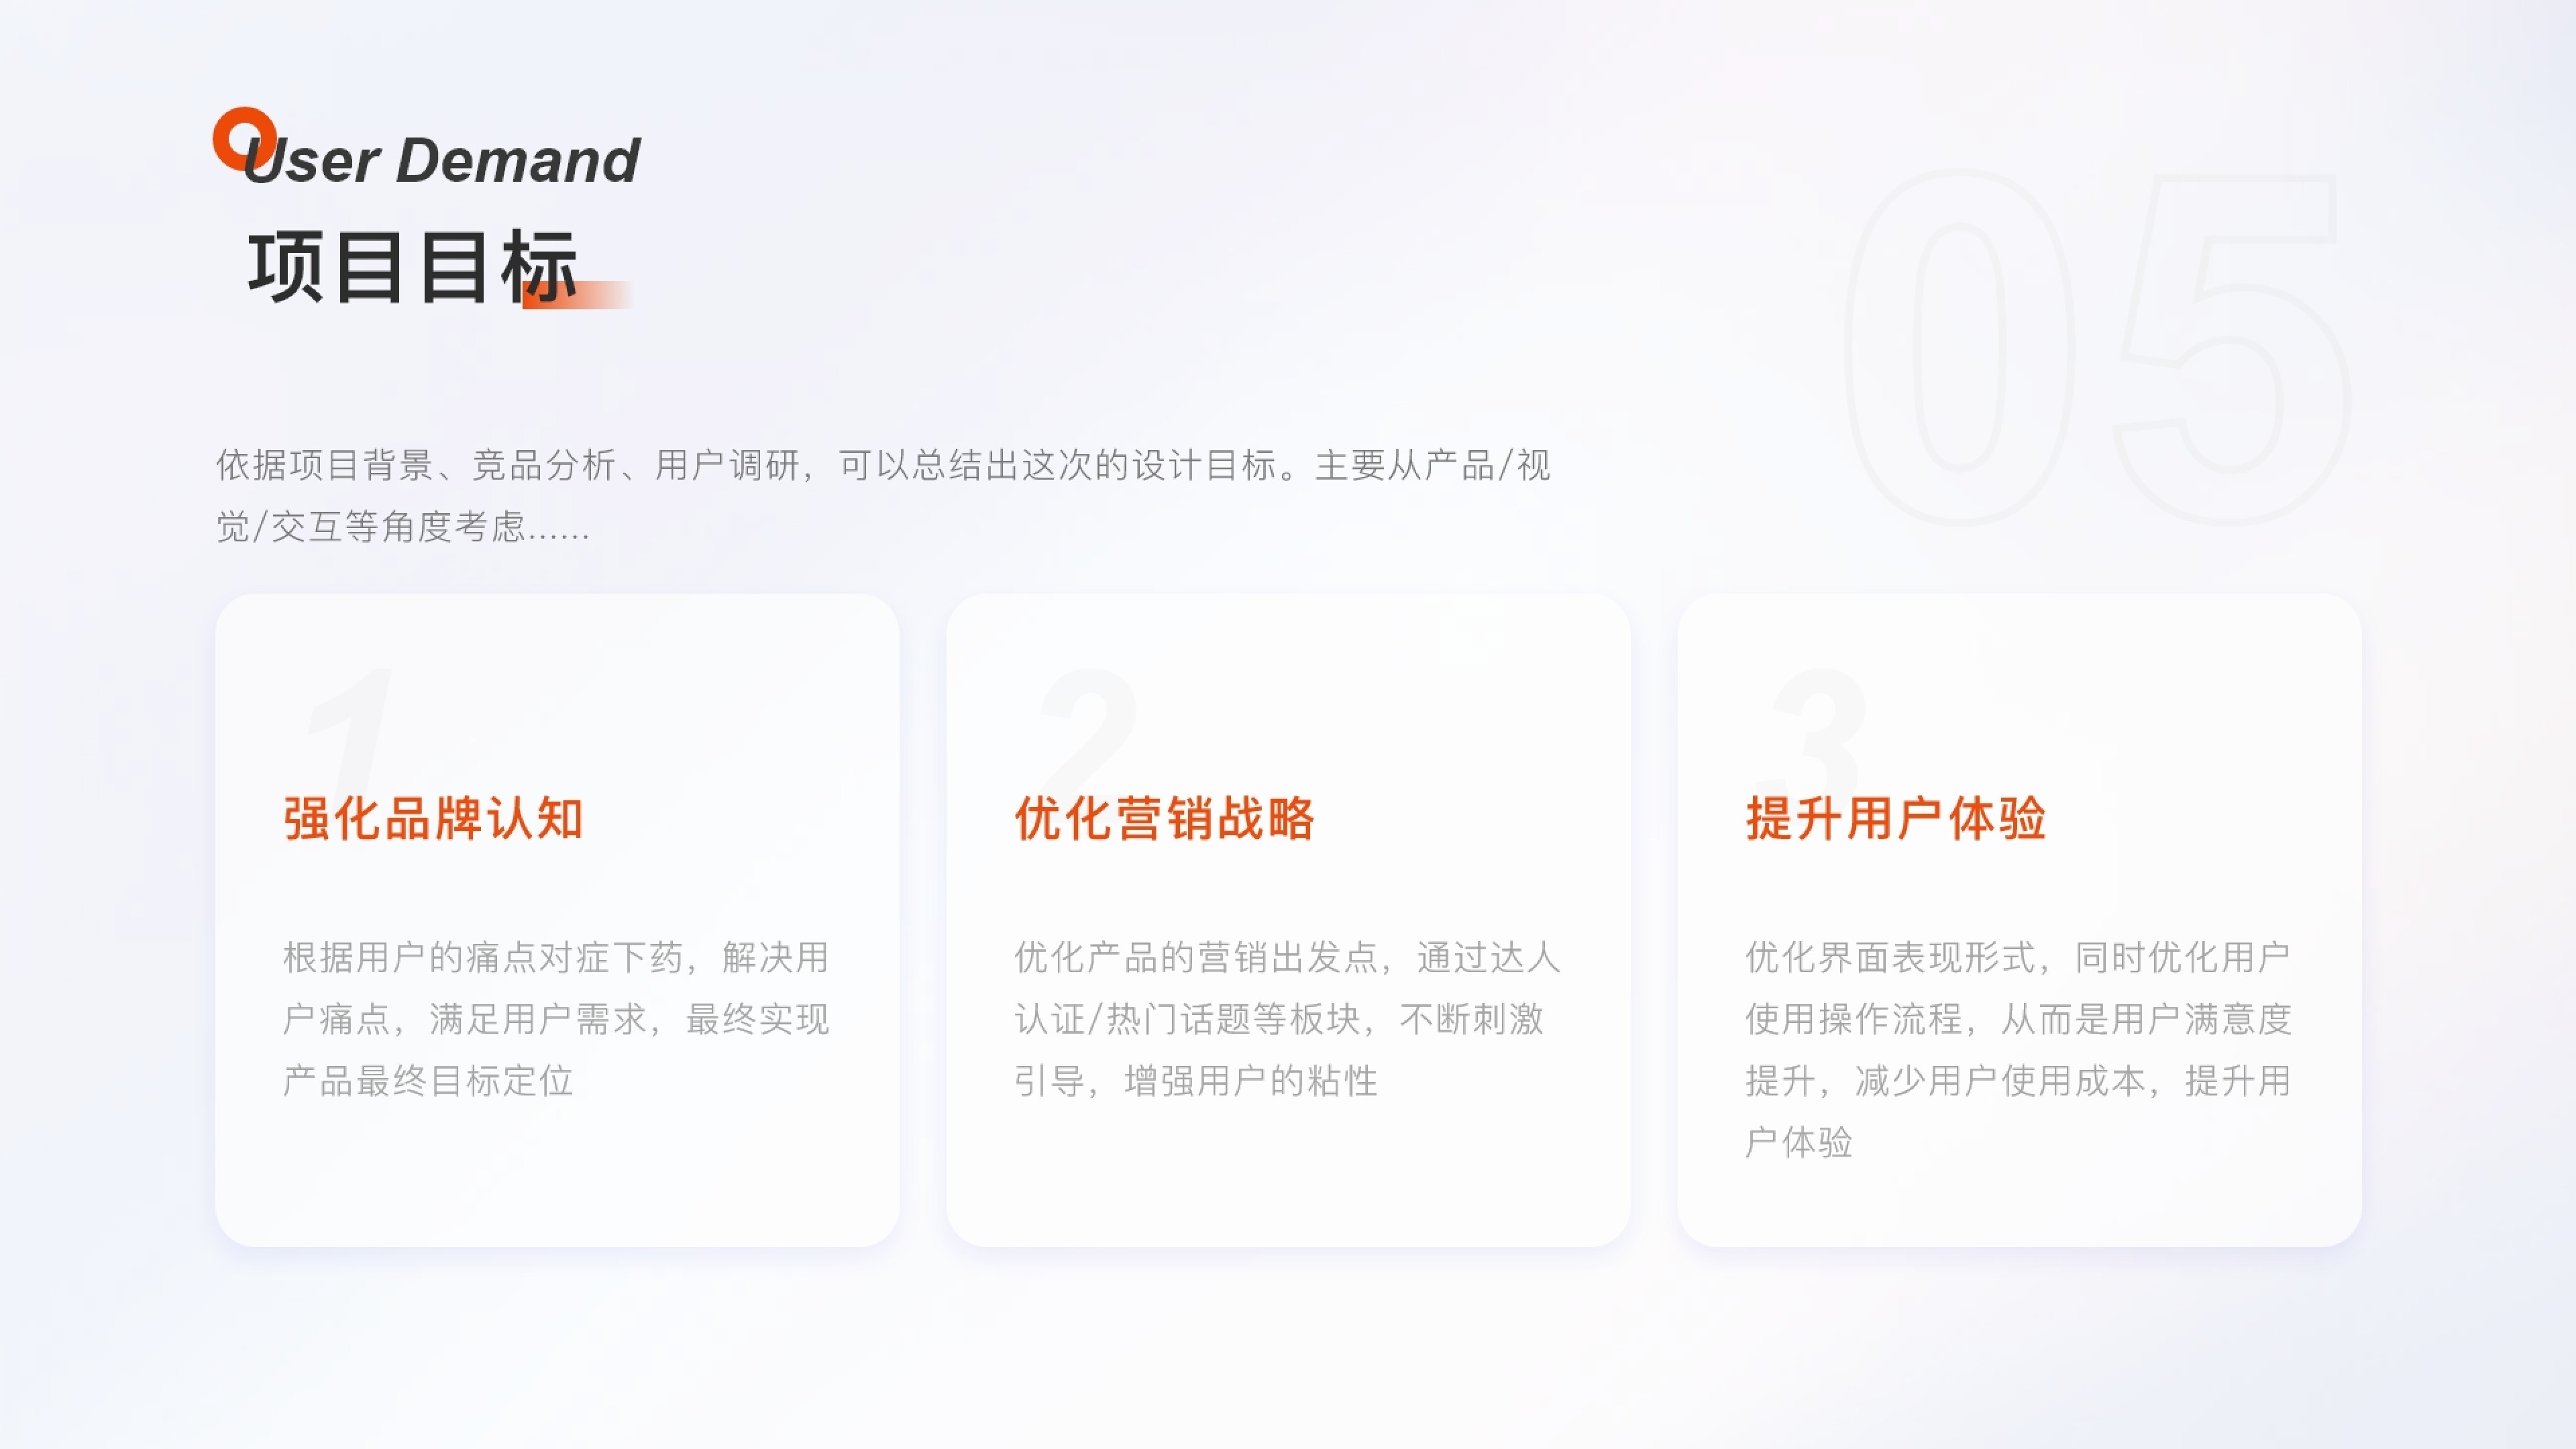 User Demand
项目目标
05
依据项目背景、竞品分析、用户调研，可以总结出这次的设计目标。主要从产品/视
觉/交互等角度考虑......
1
强化品牌认知
根据用户的痛点对症下药，解决用
户痛点，满足用户需求，最终实现
产品最终目标定位
2
优化营销战略
优化产品的营销出发点，通过达人
认证/热门话题等板块，不断刺激
引导，增强用户的粘性
3
提升用户体验
优化界面表现形式，同时优化用户
使用操作流程，从而是用户满意度
提升，减少用户使用成本，提升用
户体验